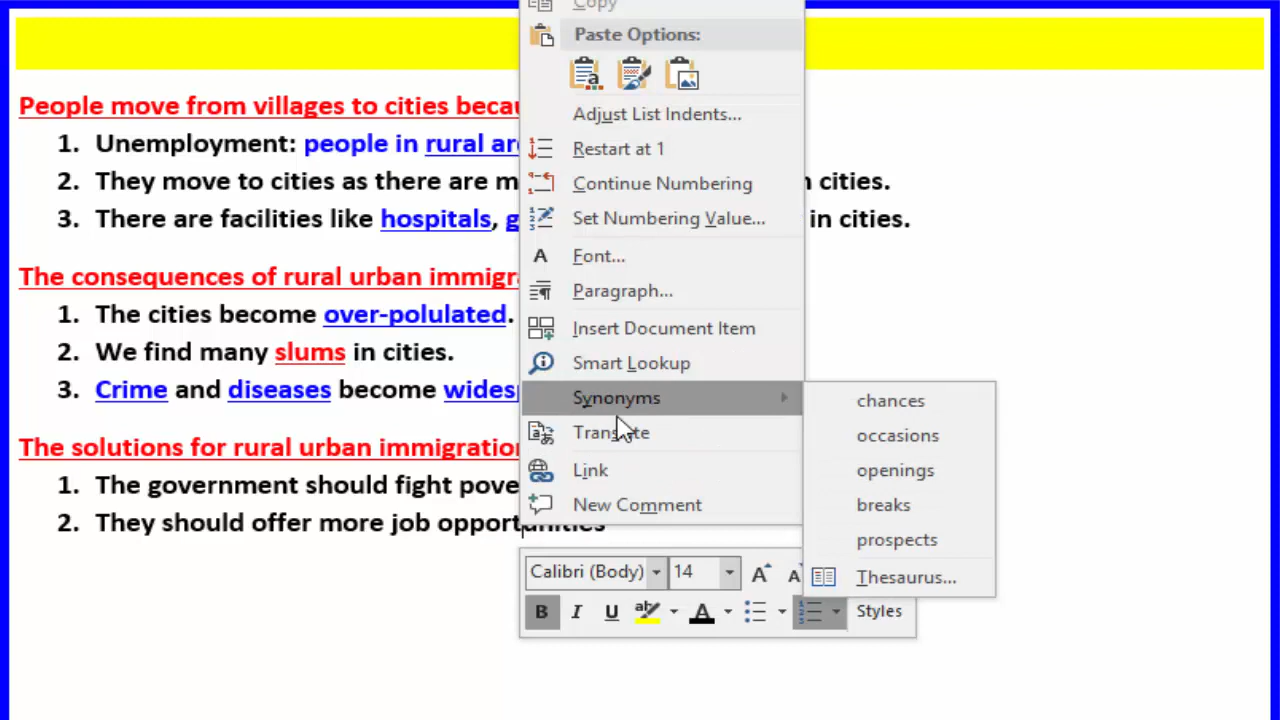 Copy
Paste Options:
People move from villages to cities
Adjust List Indents...
1. Unemployment: people in rural
Restart at 1
2. They move to cities as there are
Continue Numbering
cities.
3. There are facilities like hospitals,
Set Numbering Value...
in cities.
Font...
The consequences of rural urban
Paragraph...
1. The cities become over-polulated.
Insert Document Item
2. We find many slums in cities.
Smart Lookup
3. Crime and diseases become
Synonyms
chances
Translate
occasions
The solutions for rural urban immigration
Link
openings
1. The government should fight
New Comment
breaks
2. They should offer more job opportunities
prospects
Calibri (Body) 14
Thesaurus...
B I U ab A Styles